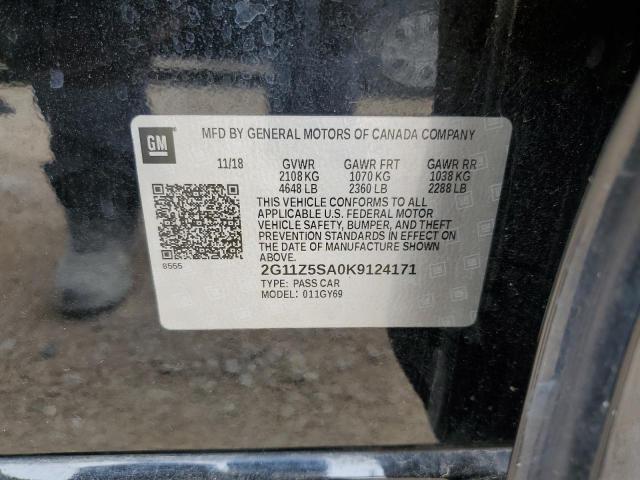 GM
MFD BY GENERAL MOTORS OF CANADA COMPANY
11/18 GVWR GAWR FRT GAWR RR
2108 KG 1070 KG 1038 KG
4648 LB 2360 LB 2288 LB
THIS VEHICLE CONFORMS TO ALL
APPLICABLE U.S. FEDERAL MOTOR
VEHICLE SAFETY, BUMPER, AND THEFT
PREVENTION STANDARDS IN EFFECT ON
THE DATE OF MANUFACTURE SHOWN
ABOVE.
8555
2G11Z5SA0K9124171
TYPE: PASS CAR
MODEL: 011GY69